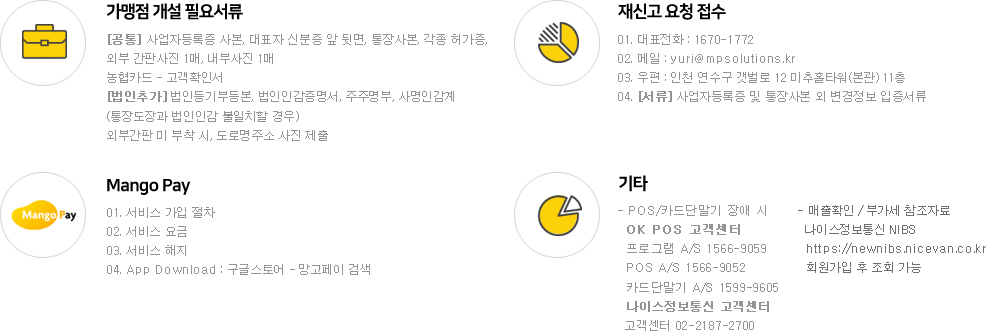 가맹점 개설 필요서류
[공통] 사업자등록증 사본, 대표자 신분증 앞 뒷면, 통장사본, 각종 허가증,
외부 간판사진 1매, 내부사진 1매
농협카드 - 고객확인서
[법인추가] 법인등기부등본, 법인인감증명서, 주주명부, 사명인감계
(통장도장과 법인인감 불일치할 경우)
외부간판 미 부착 시, 도로명주소 사진 제출
재신고 요청 접수
01. 대표전화 : 1670-1772
02. 메일 : yuri@mpsolutions.kr
03. 우편 : 인천 연수구 갯벌로 12 미추홀타워(본관) 11층
04. [서류] 사업자등록증 및 통장사본 외 변경정보 입증서류
Mango Pay
Mango Pay
01. 서비스 가입 절차
02. 서비스 요금
03. 서비스 해지
04. App Download : 구글스토어 - 망고페이 검색
기타
- POS/카드단말기 장애 시
OK POS 고객센터
프로그램 A/S 1566-9059
POS A/S 1566-9052
카드단말기 A/S 1599-9605
나이스정보통신 고객센터
고객센터 02-2187-2700
- 매출확인 / 부가세 참조자료
나이스정보통신 NIBS
https://newnibs.nicevan.co.kr
회원가입 후 조회 가능